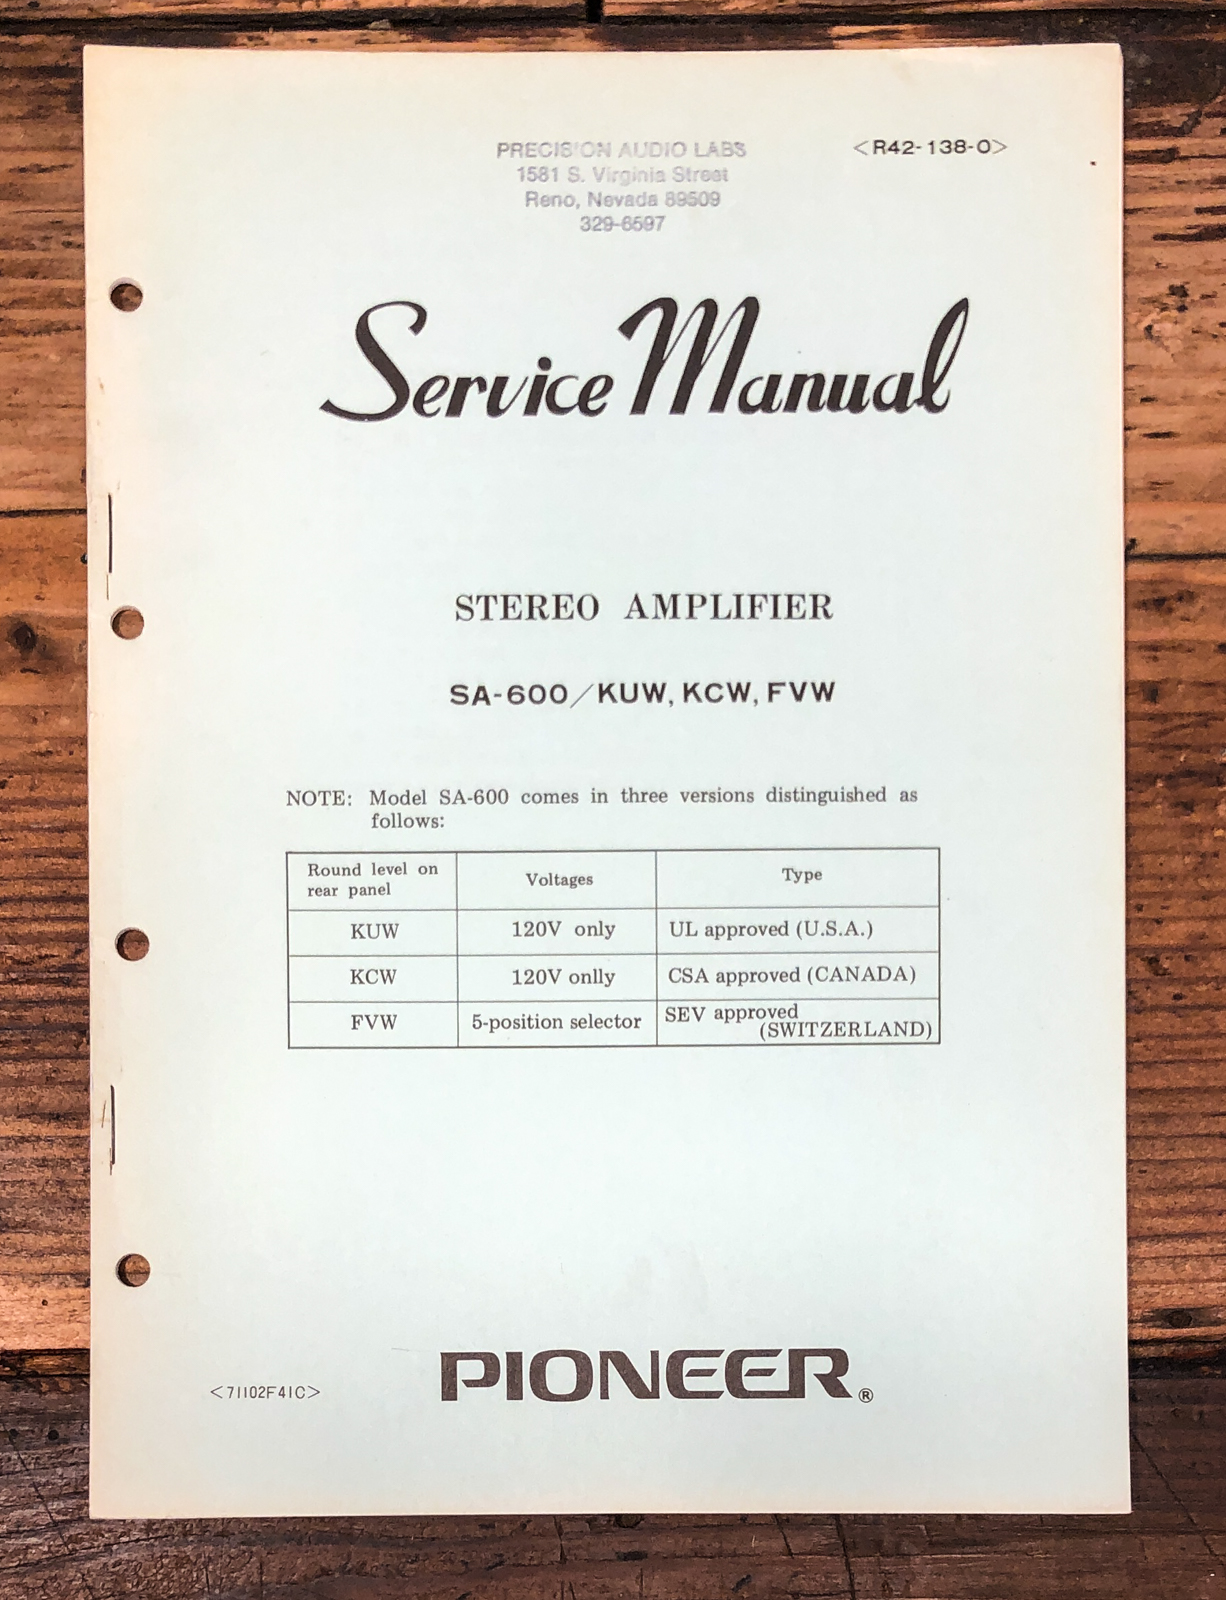 PRECISION AUDIO LABS
1581 S. Virginia Street
Reno, Nevada 89509
329-6597
<R42-138-0>
Service Manual
STEREO AMPLIFIER
SA-600/KUW, KCW, FVW
NOTE: Model SA-600 comes in three versions distinguished as
follows:
Round level on
rear panel
Voltages
Type
KUW
120V only
UL approved (U.S.A.)
KCW
120V onlly
CSA approved (CANADA)
FVW
5-position selector
SEV approved
(SWITZERLAND)
<71102F41C>
PIONEER®